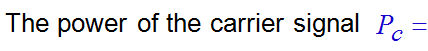 The power of the carrier signal P_c =